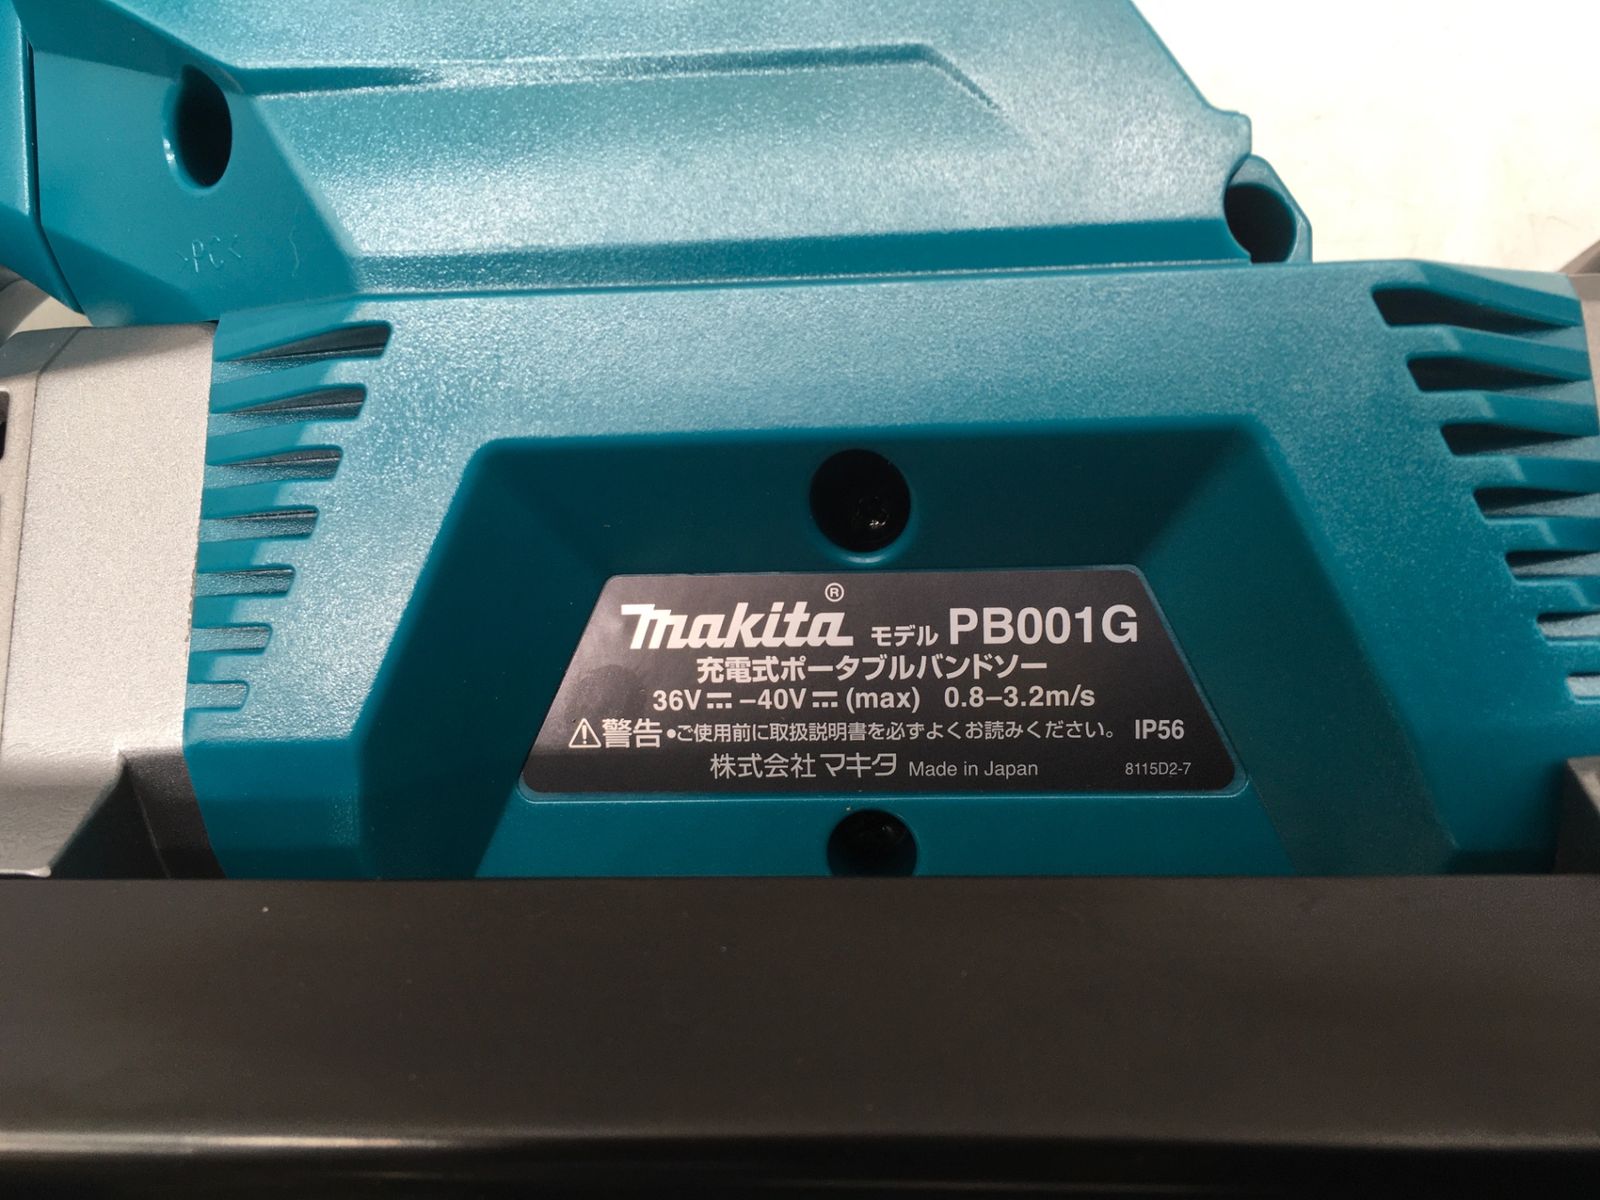 >PC<
makita® モデル PB001G
充電式ポータブルバンドソー
36V⎓–40V⎓(max) 0.8–3.2m/s
⚠警告•ご使用前に取扱説明書を必ずよくお読みください。 IP56
株式会社マキタ Made in Japan 8115D2-7